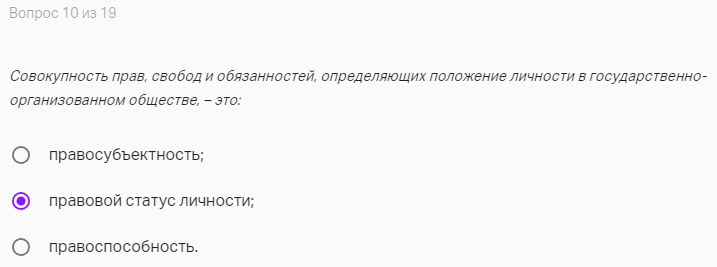 Вопрос 10 из 19
Совокупность прав, свобод и обязанностей, определяющих положение личности в государственно-
организованном обществе, – это:
правосубъектность;
правовой статус личности;
правоспособность.